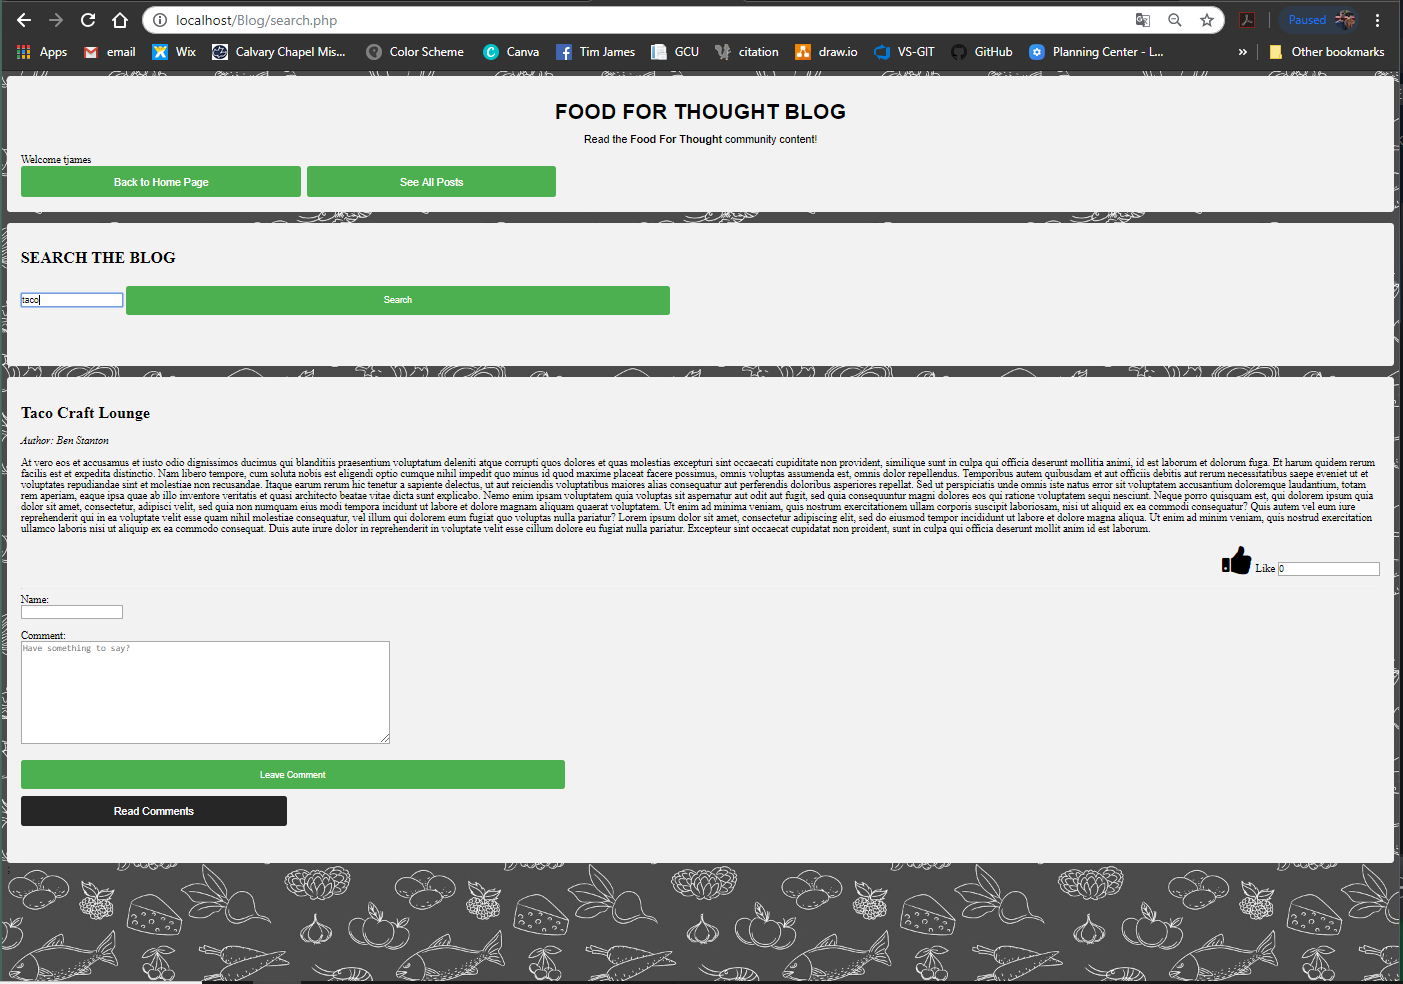 localhost/Blog/search.php
Paused
Apps email Wix Calvary Chapel Mis... Color Scheme Canva Tim James GCU citation draw.io VS-GIT GitHub Planning Center - L... » Other bookmarks
FOOD FOR THOUGHT BLOG
Read the Food For Thought community content!
Welcome tjames
Back to Home Page See All Posts
SEARCH THE BLOG
taco Search
Taco Craft Lounge
Author: Ben Stanton
At vero eos et accusamus et iusto odio dignissimos ducimus qui blanditiis praesentium voluptatum deleniti atque corrupti quos dolores et quas molestias excepturi sint occaecati cupiditate non provident, similique sunt in culpa qui officia deserunt mollitia animi, id est laborum et dolorum fuga. Et harum quidem rerum
facilis est et expedita distinctio. Nam libero tempore, cum soluta nobis est eligendi optio cumque nihil impedit quo minus id quod maxime placeat facere possimus, omnis voluptas assumenda est, omnis dolor repellendus. Temporibus autem quibusdam et aut officiis debitis aut rerum necessitatibus saepe eveniet ut et
voluptates repudiandae sint et molestiae non recusandae. Itaque earum rerum hic tenetur a sapiente delectus, ut aut reiciendis voluptatibus maiores alias consequatur aut perferendis doloribus asperiores repellat. Sed ut perspiciatis unde omnis iste natus error sit voluptatem accusantium doloremque laudantium, totam
rem aperiam, eaque ipsa quae ab illo inventore veritatis et quasi architecto beatae vitae dicta sunt explicabo. Nemo enim ipsam voluptatem quia voluptas sit aspernatur aut odit aut fugit, sed quia consequuntur magni dolores eos qui ratione voluptatem sequi nesciunt. Neque porro quisquam est, qui dolorem ipsum quia
dolor sit amet, consectetur, adipisci velit, sed quia non numquam eius modi tempora incidunt ut labore et dolore magnam aliquam quaerat voluptatem. Ut enim ad minima veniam, quis nostrum exercitationem ullam corporis suscipit laboriosam, nisi ut aliquid ex ea commodi consequatur? Quis autem vel eum iure
reprehenderit qui in ea voluptate velit esse quam nihil molestiae consequatur, vel illum qui dolorem eum fugiat quo voluptas nulla pariatur? Lorem ipsum dolor sit amet, consectetur adipiscing elit, sed do eiusmod tempor incididunt ut labore et dolore magna aliqua. Ut enim ad minim veniam, quis nostrud exercitation
ullamco laboris nisi ut aliquip ex ea commodo consequat. Duis aute irure dolor in reprehenderit in voluptate velit esse cillum dolore eu fugiat nulla pariatur. Excepteur sint occaecat cupidatat non proident, sunt in culpa qui officia deserunt mollit anim id est laborum.
Like 0
Name:
Comment:
Have something to say?
Leave Comment
Read Comments